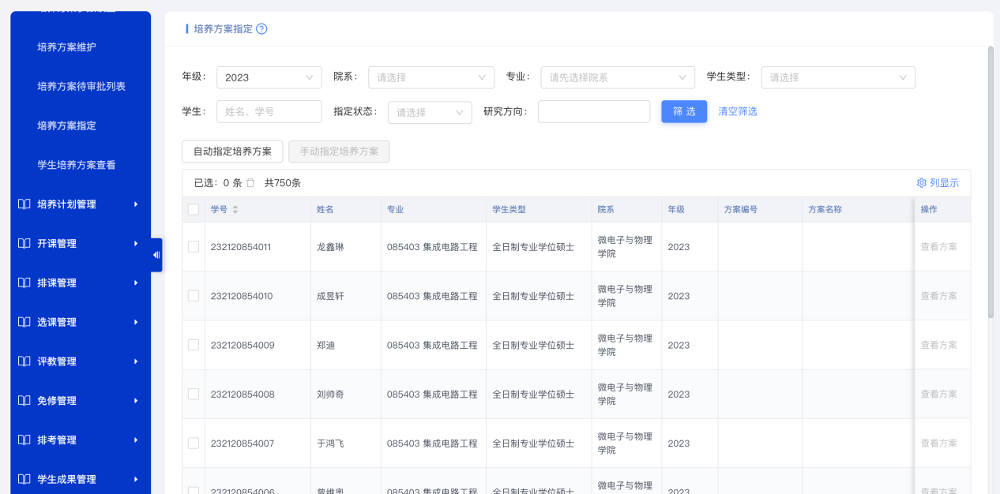 培养方案维护
培养方案待审批列表
培养方案指定
学生培养方案查看
培养计划管理
开课管理
排课管理
选课管理
评教管理
免修管理
排考管理
学生成果管理
培养方案指定
年级： 2023 院系： 请选择 专业： 请先选择院系 学生类型： 请选择
学生： 姓名、学号 指定状态： 请选择 研究方向： 筛 选 清空筛选
自动指定培养方案 手动指定培养方案
已选：0 条 共750条 列显示
学号 姓名 专业 学生类型 院系 年级 方案编号 方案名称 操作
232120854011 龙鑫琳 085403 集成电路工程 全日制专业学位硕士 微电子与物理学院 2023 查看方案
232120854010 成昱轩 085403 集成电路工程 全日制专业学位硕士 微电子与物理学院 2023 查看方案
232120854009 郑迪 085403 集成电路工程 全日制专业学位硕士 微电子与物理学院 2023 查看方案
232120854008 刘帅奇 085403 集成电路工程 全日制专业学位硕士 微电子与物理学院 2023 查看方案
232120854007 于鸿飞 085403 集成电路工程 全日制专业学位硕士 微电子与物理学院 2023 查看方案
232120854006 曾维奥 085403 集成电路工程 全日制专业学位硕士 微电子与物理 2023 查看方案